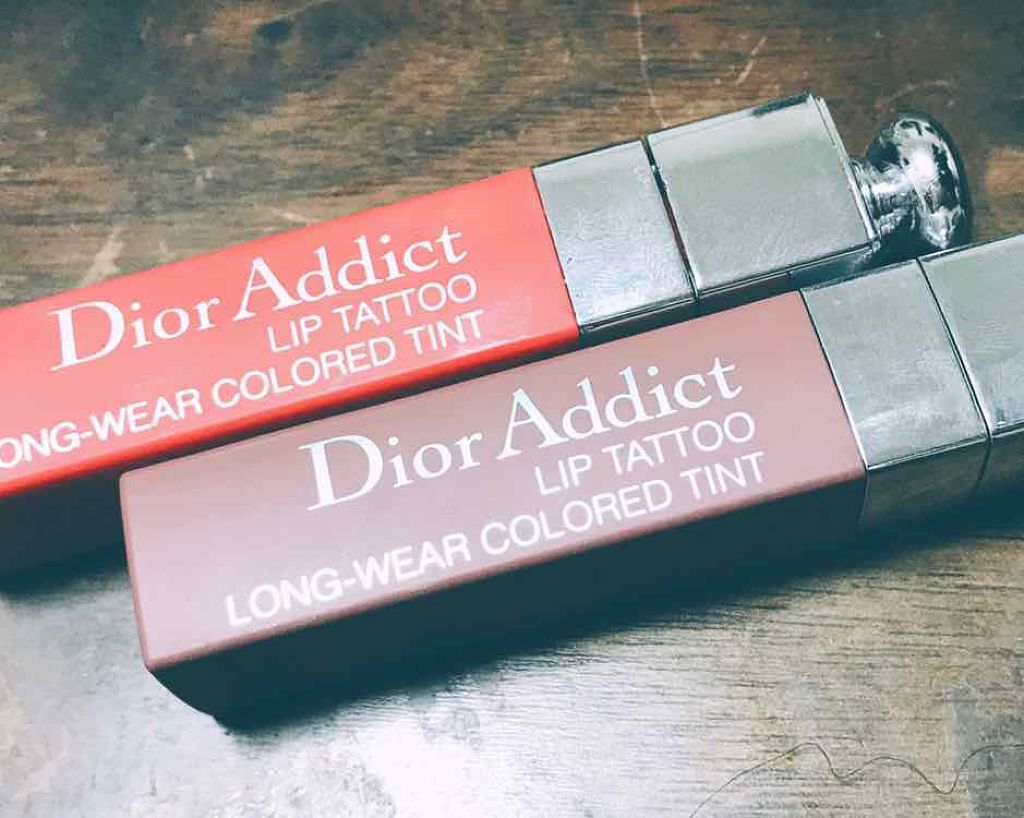 Dior Addict
LIP TATTOO
ONG-WEAR COLORED TINT
Dior Addict
LIP TATTOO
LONG-WEAR COLORED TINT